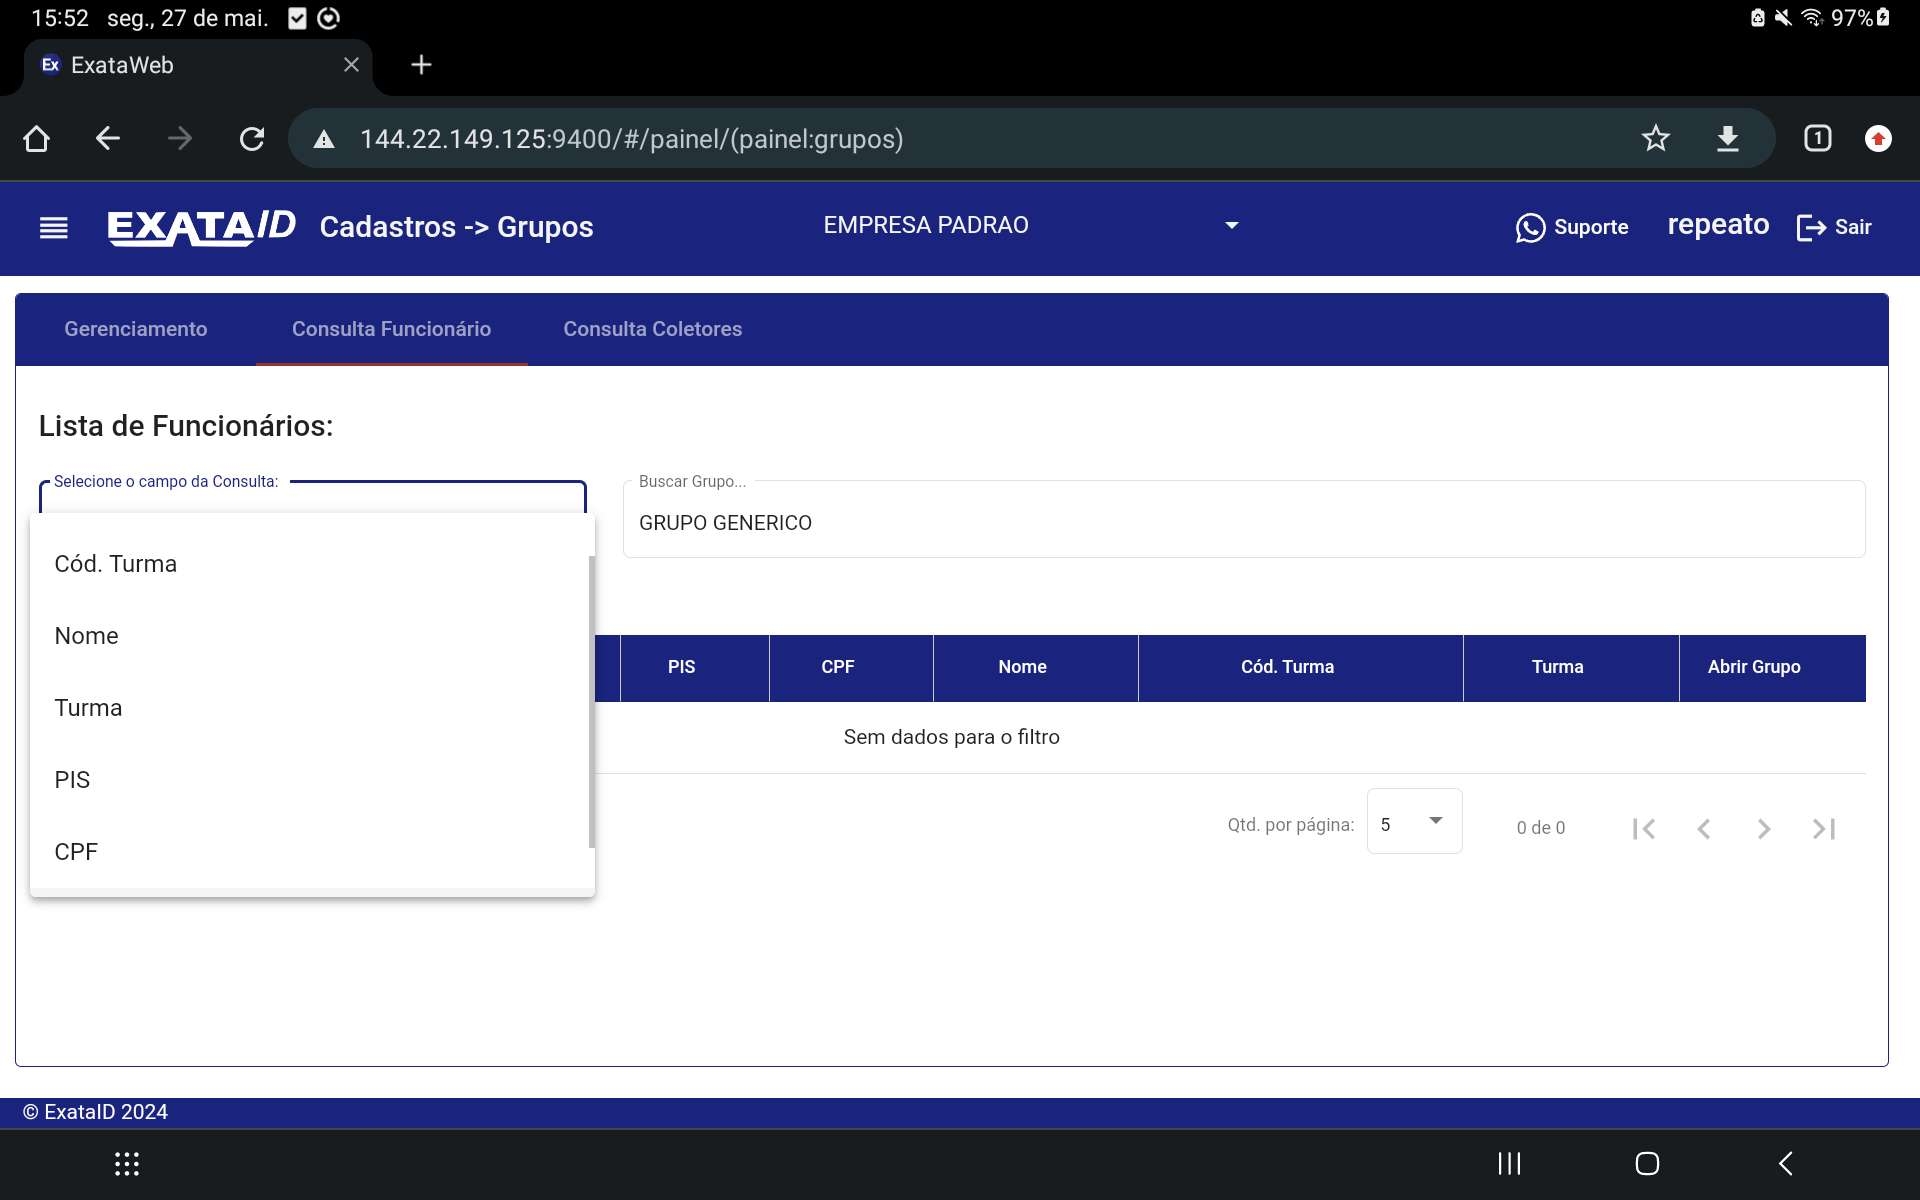 15:52 seg., 27 de mai. 97%
Ex ExataWeb
144.22.149.125:9400/#/painel/(painel:grupos) 1
EXATAID Cadastros -> Grupos EMPRESA PADRAO Suporte repeato Sair
Gerenciamento Consulta Funcionário Consulta Coletores
Lista de Funcionários:
Selecione o campo da Consulta: Buscar Grupo...
GRUPO GENERICO
Cód. Turma
Nome
Turma
PIS
CPF
PIS CPF Nome Cód. Turma Turma Abrir Grupo
Sem dados para o filtro
Qtd. por página: 5 0 de 0
© ExataID 2024